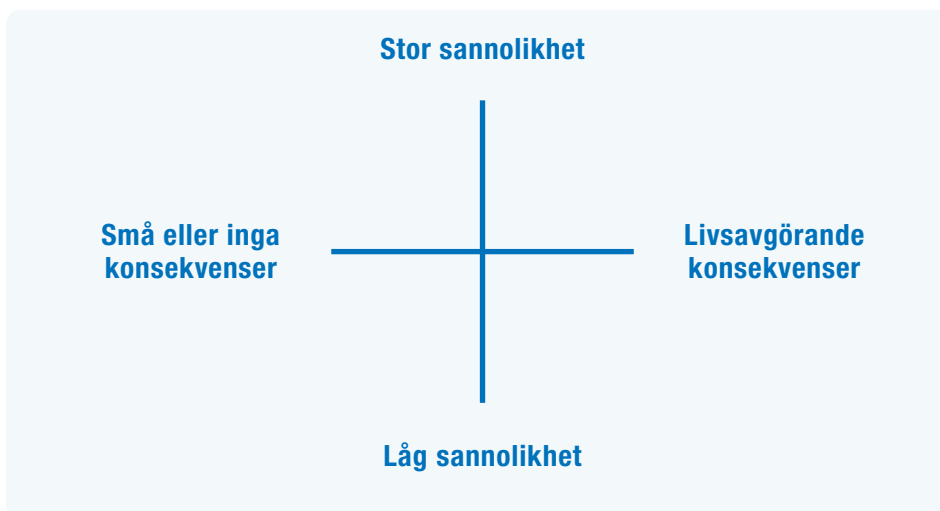 Stor sannolikhet
Små eller inga
konsekvenser
Livsavgörande
konsekvenser
Låg sannolikhet